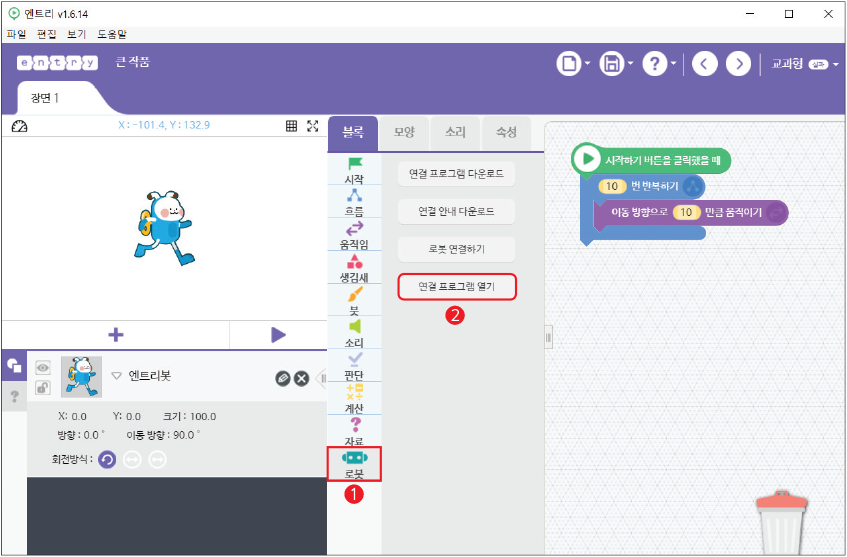 엔트리 v1.6.14
파일 편집 보기 도움말
entry 큰 작품
교과형 실과
장면 1
X : -101.4, Y : 132.9
블록 모양 소리 속성
시작
흐름
움직임
생김새
붓
소리
판단
계산
자료
로봇
연결 프로그램 다운로드
연결 안내 다운로드
로봇 연결하기
연결 프로그램 열기
2
1
시작하기 버튼을 클릭했을 때
10 번 반복하기
이동 방향으로 10 만큼 움직이기
엔트리봇
X: 0.0 Y: 0.0 크기 : 100.0
방향 : 0.0˚ 이동 방향 : 90.0˚
회전방식 :